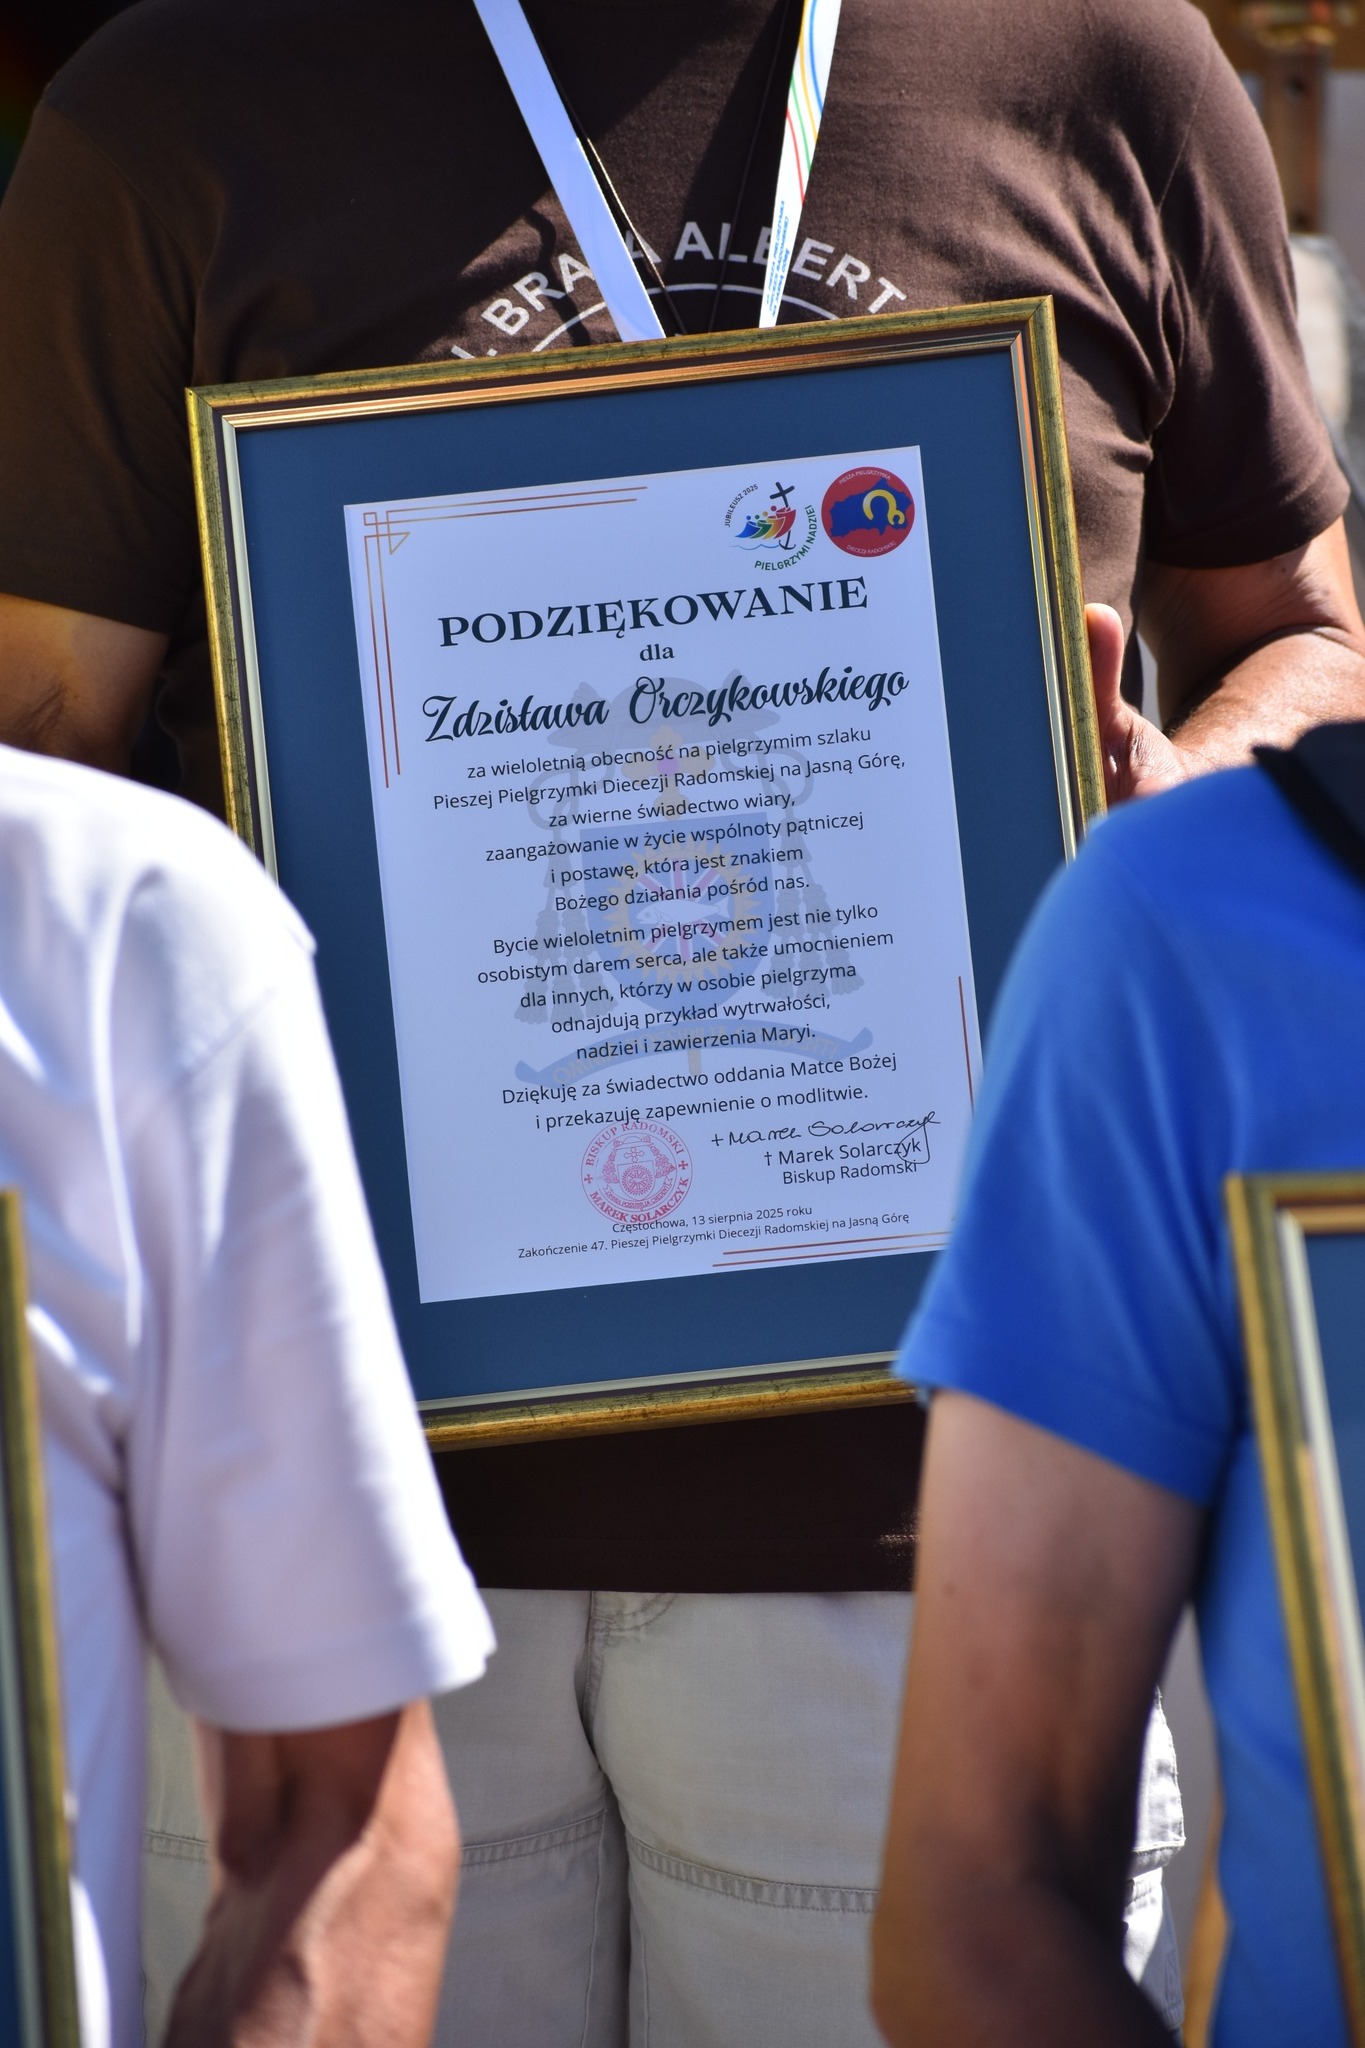 BRATA ALBERT
JUBILEUSZ 2025
PIELGRZYMI NADZIEI
PIESZA PIELGRZYMKA
DIECEZJI RADOMSKIEJ
PODZIĘKOWANIE
dla
Zdzisława Orczykowskiego
za wieloletnią obecność na pielgrzymim szlaku
Pieszej Pielgrzymki Diecezji Radomskiej na Jasną Górę,
za wierne świadectwo wiary,
zaangażowanie w życie wspólnoty pątniczej
i postawę, która jest znakiem
Bożego działania pośród nas.
Bycie wieloletnim pielgrzymem jest nie tylko
osobistym darem serca, ale także umocnieniem
dla innych, którzy w osobie pielgrzyma
odnajdują przykład wytrwałości,
nadziei i zawierzenia Maryi.
Dziękuję za świadectwo oddania Matce Bożej
i przekazuję zapewnienie o modlitwie.
+ Marek Solarczyk
† Marek Solarczyk
Biskup Radomski
BISKUP RADOMSKI
MAREK SOLARCZYK
Częstochowa, 13 sierpnia 2025 roku
Zakończenie 47. Pieszej Pielgrzymki Diecezji Radomskiej na Jasną Górę